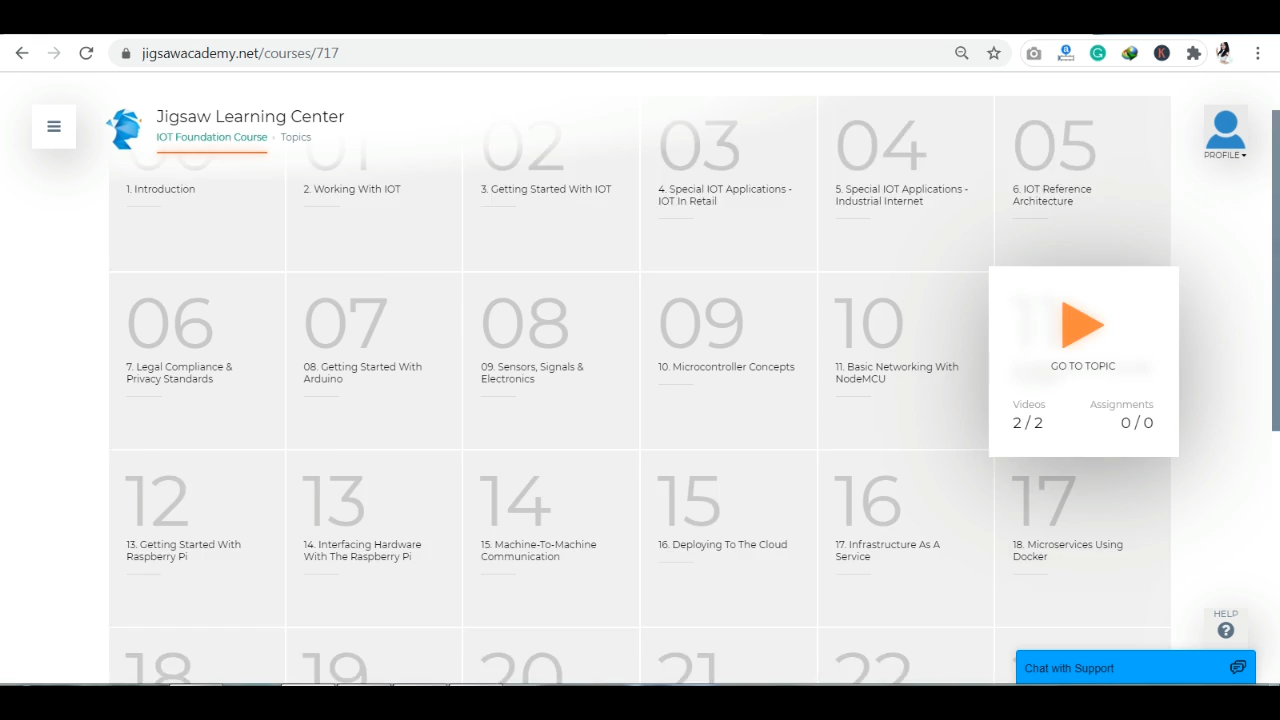 jigsawacademy.net/courses/717
Jigsaw Learning Center
IOT Foundation Course
Topics
PROFILE
01
02
03
04
05
1. Introduction
2. Working With IOT
3. Getting Started With IOT
4. Special IOT Applications -
IOT In Retail
5. Special IOT Applications -
Industrial Internet
6. IOT Reference
Architecture
06
07
08
09
10
7. Legal Compliance &
Privacy Standards
08. Getting Started With
Arduino
09. Sensors, Signals &
Electronics
10. Microcontroller Concepts
11. Basic Networking With
NodeMCU
GO TO TOPIC
Videos
Assignments
2 / 2
0 / 0
12
13
14
15
16
17
13. Getting Started With
Raspberry Pi
14. Interfacing Hardware
With The Raspberry Pi
15. Machine-To-Machine
Communication
16. Deploying To The Cloud
17. Infrastructure As A
Service
18. Microservices Using
Docker
18
19
20
21
22
HELP
Chat with Support